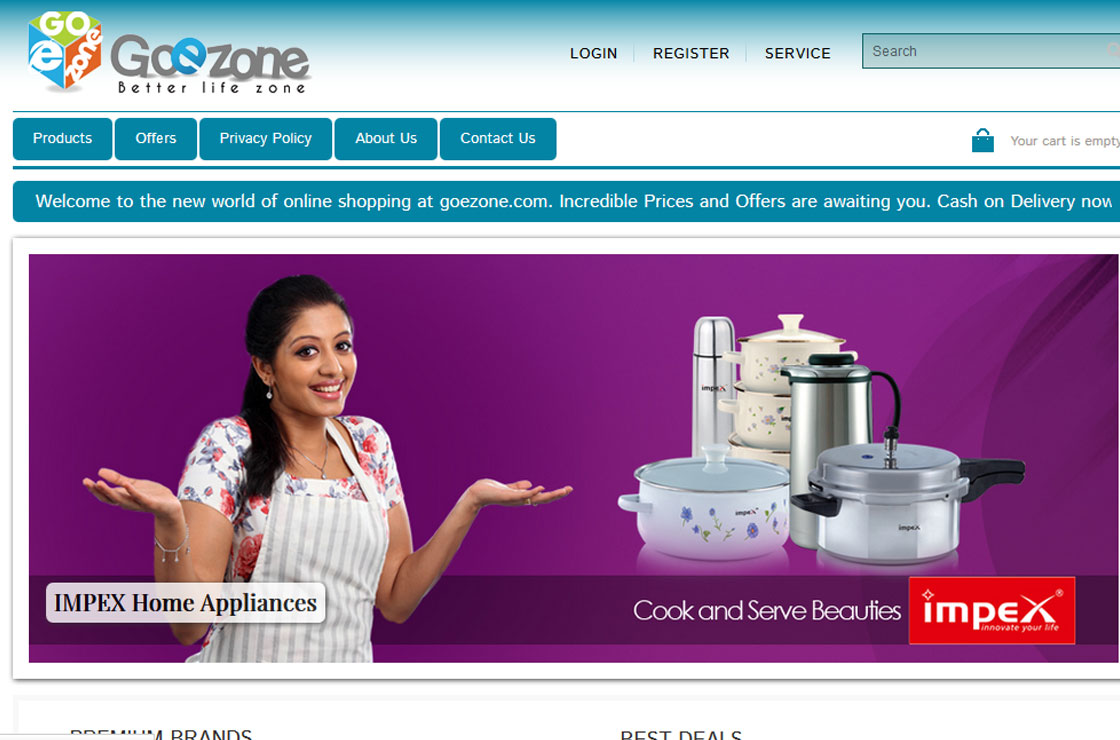 GO
e
zone
Goezone
Better life zone
LOGIN
REGISTER
SERVICE
Search
Products
Offers
Privacy Policy
About Us
Contact Us
Your cart is empty
Welcome to the new world of online shopping at goezone.com. Incredible Prices and Offers are awaiting you. Cash on Delivery now
impex
impex
impex
IMPEX Home Appliances
Cook and Serve Beauties
impex®
innovate your life
PREMIUM BRANDS
BEST DEALS